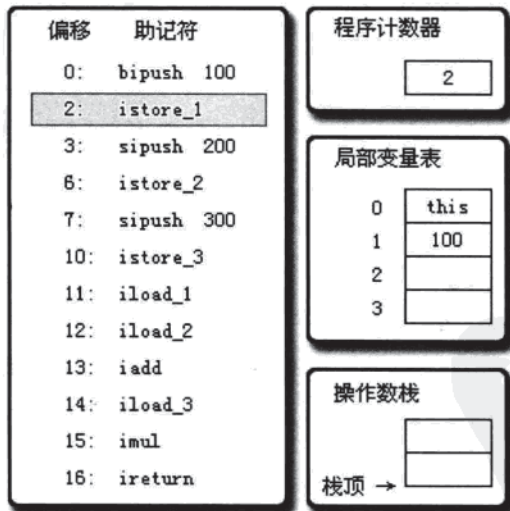 偏移 助记符
0: bipush 100
2: istore_1
3: sipush 200
6: istore_2
7: sipush 300
10: istore_3
11: iload_1
12: iload_2
13: iadd
14: iload_3
15: imul
16: ireturn
程序计数器
2
局部变量表
0 this
1 100
2
3
操作数栈
栈顶 →